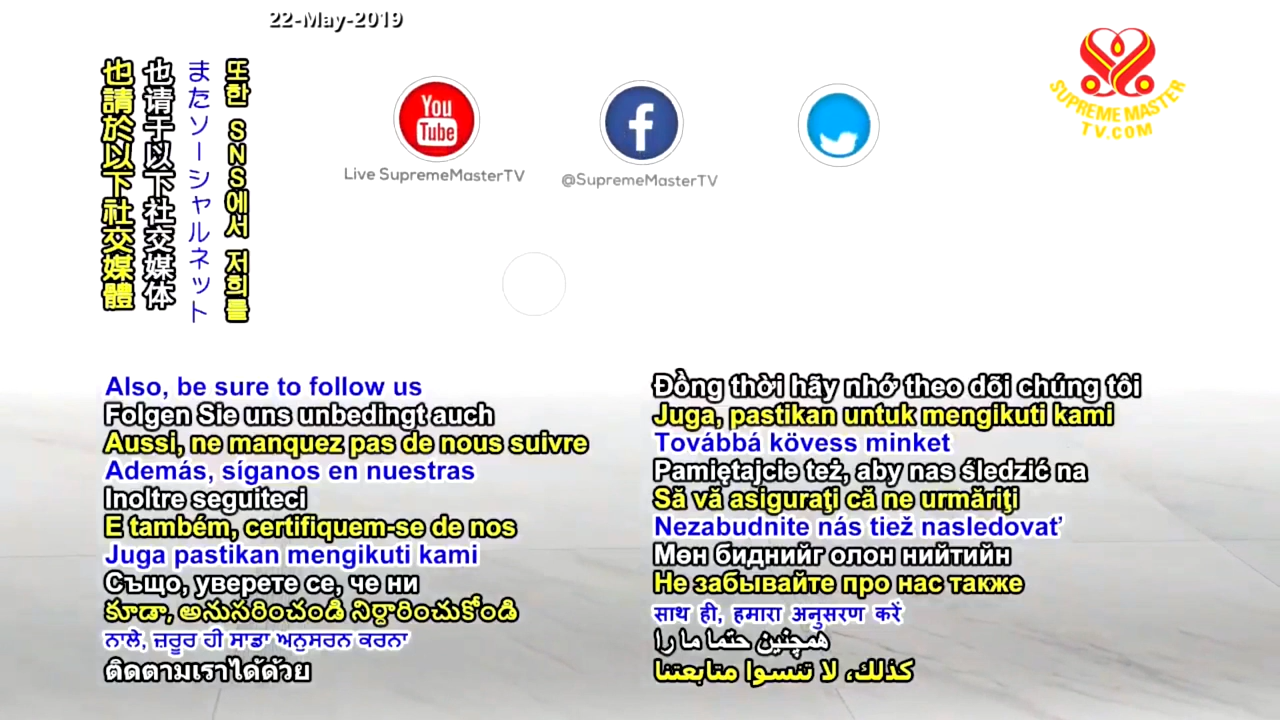 22-May-2019
也請於以下社交媒體
也请于以下社交媒体
またソーシャルネット
또한 SNS에서 저희를
You
Tube
Live SupremeMasterTV
f
@SupremeMasterTV
SUPREME MASTER
TV.COM
Also, be sure to follow us
Folgen Sie uns unbedingt auch
Aussi, ne manquez pas de nous suivre
Además, síganos en nuestras
Inoltre seguiteci
E também, certifiquem-se de nos
Juga pastikan mengikuti kami
Също, уверете се, че ни
కూడా, అనుసరించండి నిర్ధారించుకోండి
ਨਾਲੇ, ਜ਼ਰੂਰ ਹੀ ਸਾਡਾ ਅਨੁਸਰਨ ਕਰਨਾ
ติดตามเราได้ด้วย
Đồng thời hãy nhớ theo dõi chúng tôi
Juga, pastikan untuk mengikuti kami
Továbbá kövess minket
Pamiętajcie też, aby nas śledzić na
Să vă asiguraţi că ne urmăriţi
Nezabudnite nás tiež nasledovať
Мөн биднийг олон нийтийн
Не забывайте про нас также
साथ ही, हमारा अनुसरण करें
همچنین حتما ما را
كذلك، لا تنسوا متابعتنا